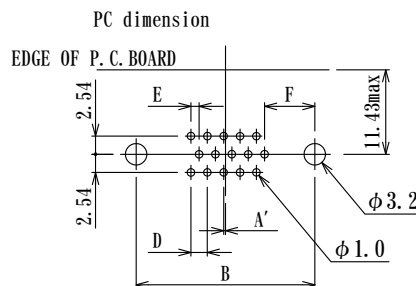 PC dimension
EDGE OF P.C.BOARD
E
F
2.54
11.43max
2.54
φ3.2
D
A'
φ1.0
B